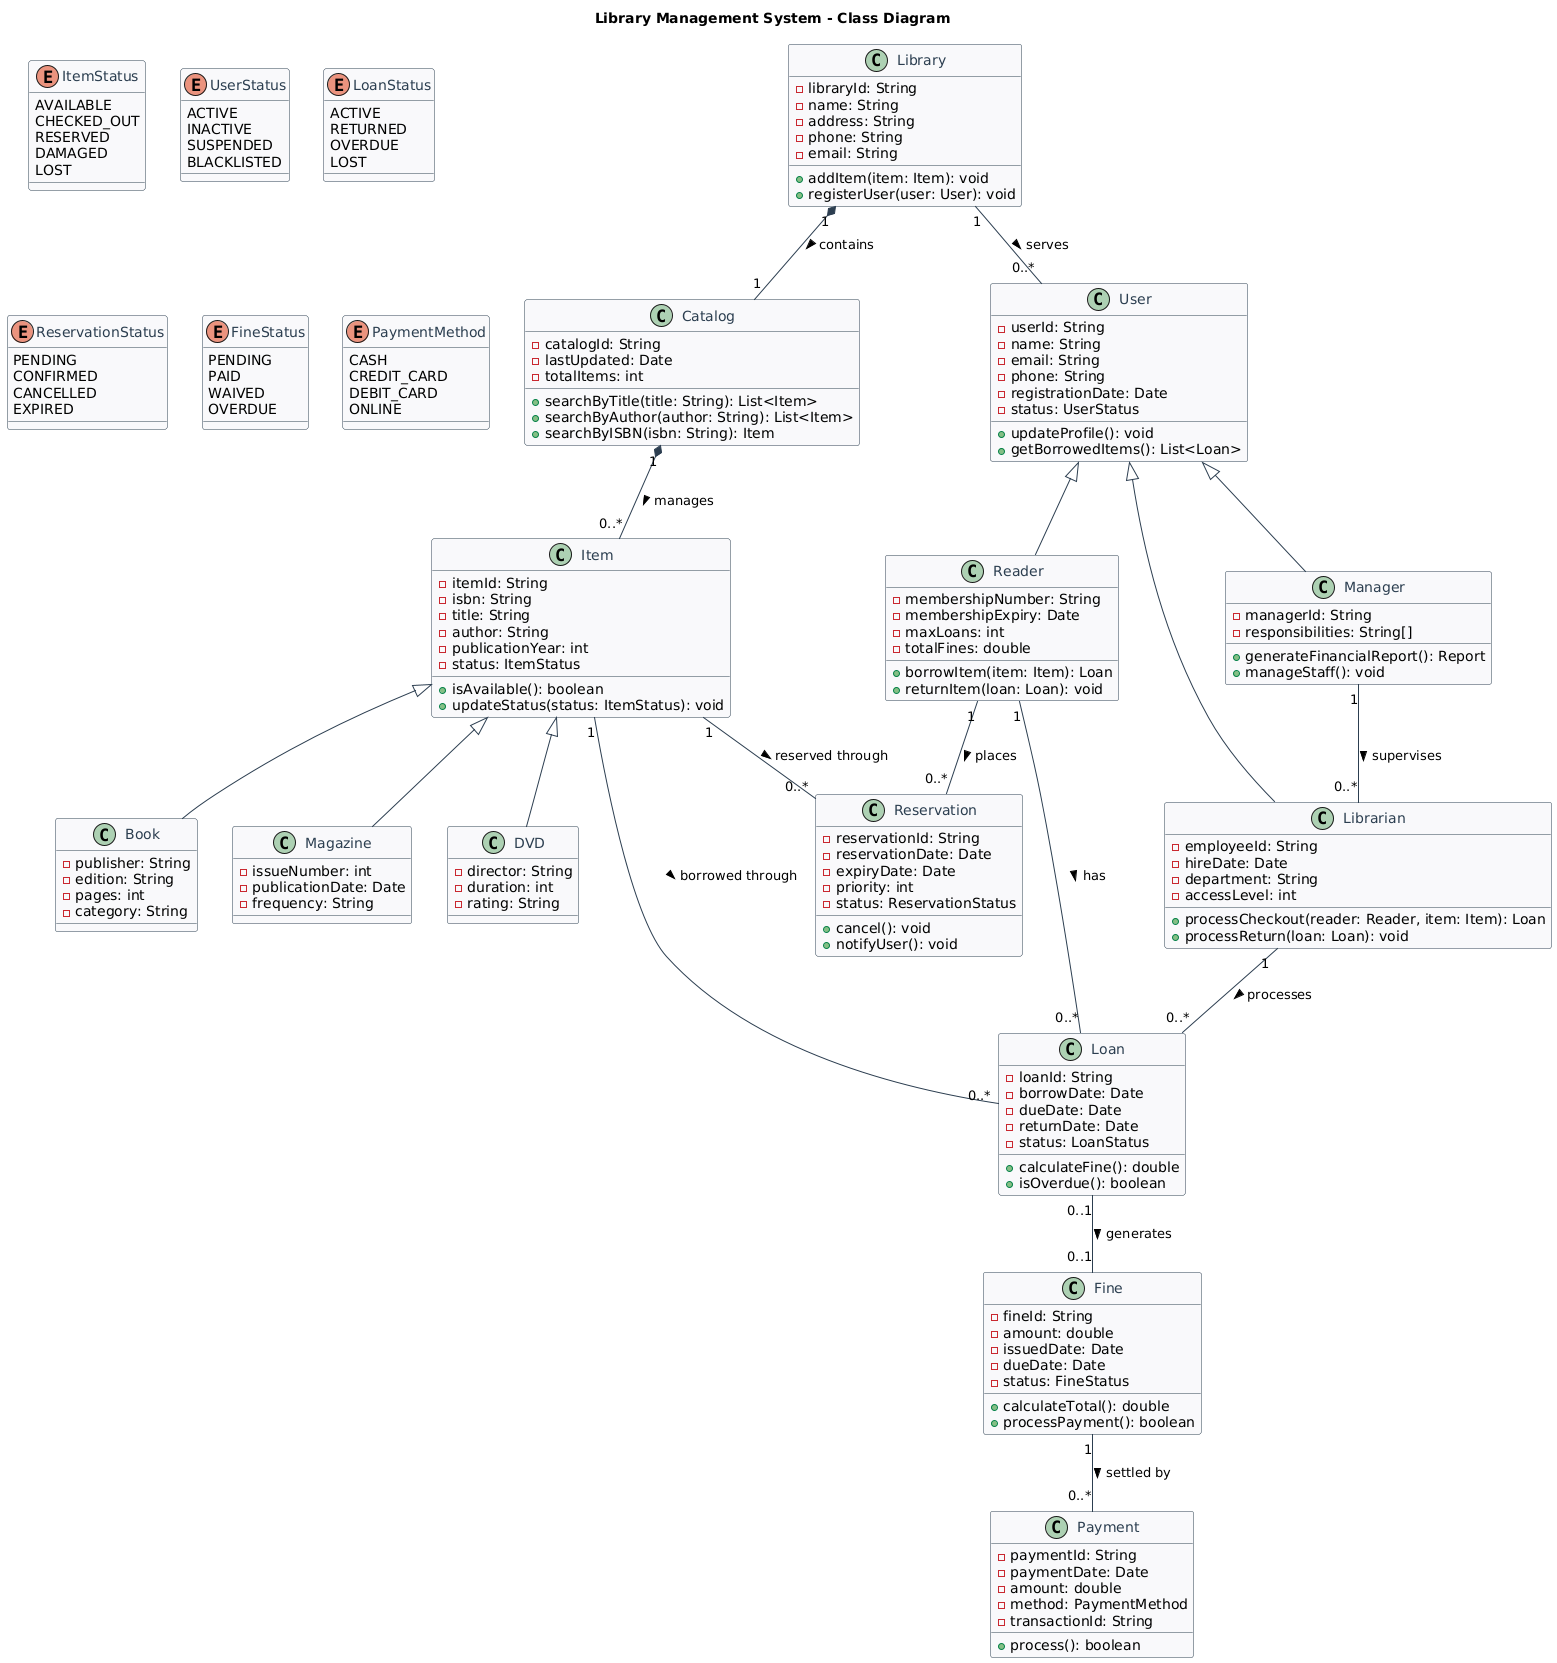 Library Management System - Class Diagram
E ItemStatus
AVAILABLE
CHECKED_OUT
RESERVED
DAMAGED
LOST
E UserStatus
ACTIVE
INACTIVE
SUSPENDED
BLACKLISTED
E LoanStatus
ACTIVE
RETURNED
OVERDUE
LOST
C Library
libraryId: String
name: String
address: String
phone: String
email: String
addItem(item: Item): void
registerUser(user: User): void
1
contains
1
1
serves
0..*
E ReservationStatus
PENDING
CONFIRMED
CANCELLED
EXPIRED
E FineStatus
PENDING
PAID
WAIVED
OVERDUE
E PaymentMethod
CASH
CREDIT_CARD
DEBIT_CARD
ONLINE
C Catalog
catalogId: String
lastUpdated: Date
totalItems: int
searchByTitle(title: String): List<Item>
searchByAuthor(author: String): List<Item>
searchByISBN(isbn: String): Item
C User
userId: String
name: String
email: String
phone: String
registrationDate: Date
status: UserStatus
updateProfile(): void
getBorrowedItems(): List<Loan>
1
manages
0..*
C Item
itemId: String
isbn: String
title: String
author: String
publicationYear: int
status: ItemStatus
isAvailable(): boolean
updateStatus(status: ItemStatus): void
C Reader
membershipNumber: String
membershipExpiry: Date
maxLoans: int
totalFines: double
borrowItem(item: Item): Loan
returnItem(loan: Loan): void
C Manager
managerId: String
responsibilities: String[]
generateFinancialReport(): Report
manageStaff(): void
1
1
reserved through
0..*
1
places
0..*
1
1
supervises
0..*
C Book
publisher: String
edition: String
pages: int
category: String
C Magazine
issueNumber: int
publicationDate: Date
frequency: String
C DVD
director: String
duration: int
rating: String
borrowed through
C Reservation
reservationId: String
reservationDate: Date
expiryDate: Date
priority: int
status: ReservationStatus
cancel(): void
notifyUser(): void
has
C Librarian
employeeId: String
hireDate: Date
department: String
accessLevel: int
processCheckout(reader: Reader, item: Item): Loan
processReturn(loan: Loan): void
1
processes
0..*
0..*
0..*
C Loan
loanId: String
borrowDate: Date
dueDate: Date
returnDate: Date
status: LoanStatus
calculateFine(): double
isOverdue(): boolean
0..1
generates
0..1
C Fine
fineId: String
amount: double
issuedDate: Date
dueDate: Date
status: FineStatus
calculateTotal(): double
processPayment(): boolean
1
settled by
0..*
C Payment
paymentId: String
paymentDate: Date
amount: double
method: PaymentMethod
transactionId: String
process(): boolean